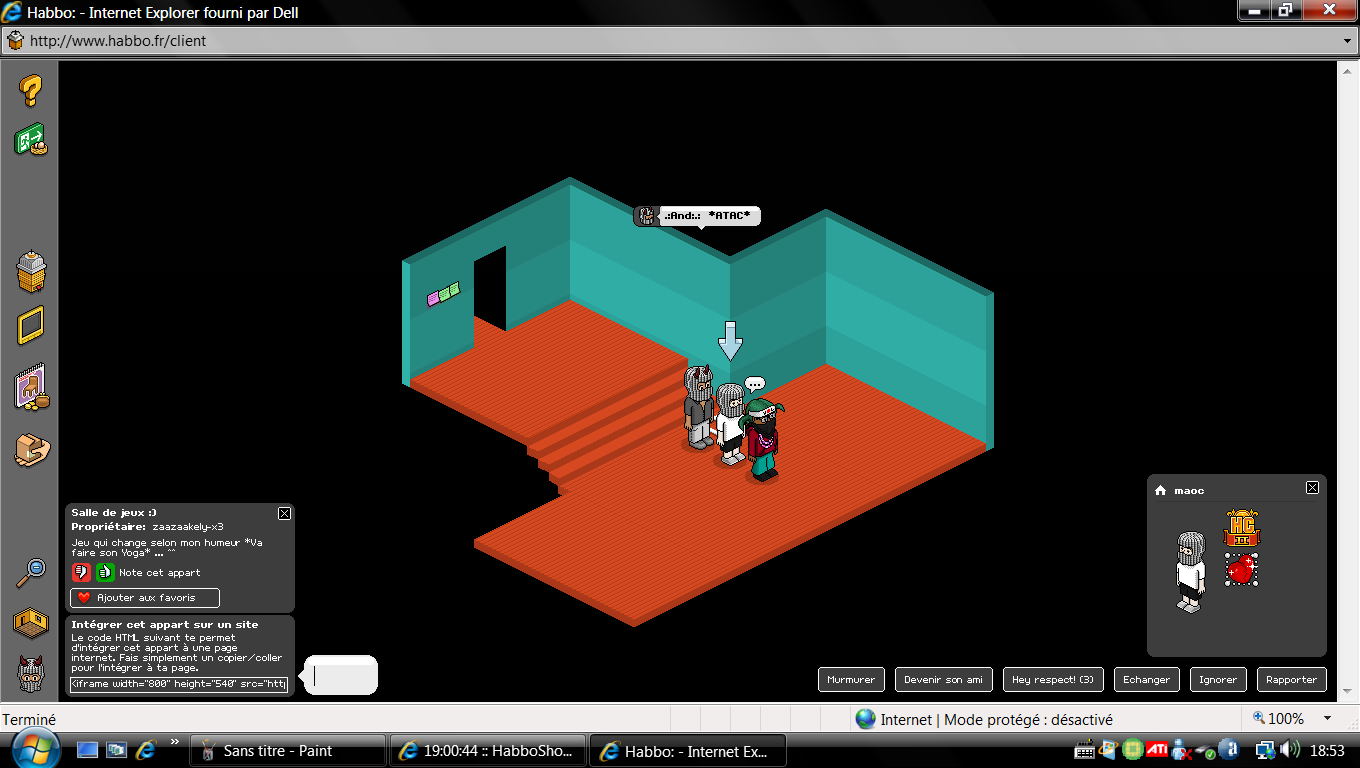 Habbo: - Internet Explorer fourni par Dell
http://www.habbo.fr/client
.:And:.: *ATAC*
...
Salle de jeux :)
Propriétaire: zaazaakely-x3
Jeu qui change selon mon humeur *Va
faire son Yoga* ... ^^
Note cet appart
Ajouter aux favoris
Intégrer cet appart sur un site
Le code HTML suivant te permet
d'intégrer cet appart à une page
internet. Fais simplement un copier/coller
pour l'intégrer à ta page.
<iframe width="800" height="540" src="http
maoc
HC
II
Murmurer
Devenir son ami
Hey respect! (3)
Echanger
Ignorer
Rapporter
Terminé
Internet | Mode protégé : désactivé
100%
Sans titre - Paint
19:00:44 :: HabboSho...
Habbo: - Internet Ex...
ATI
18:53